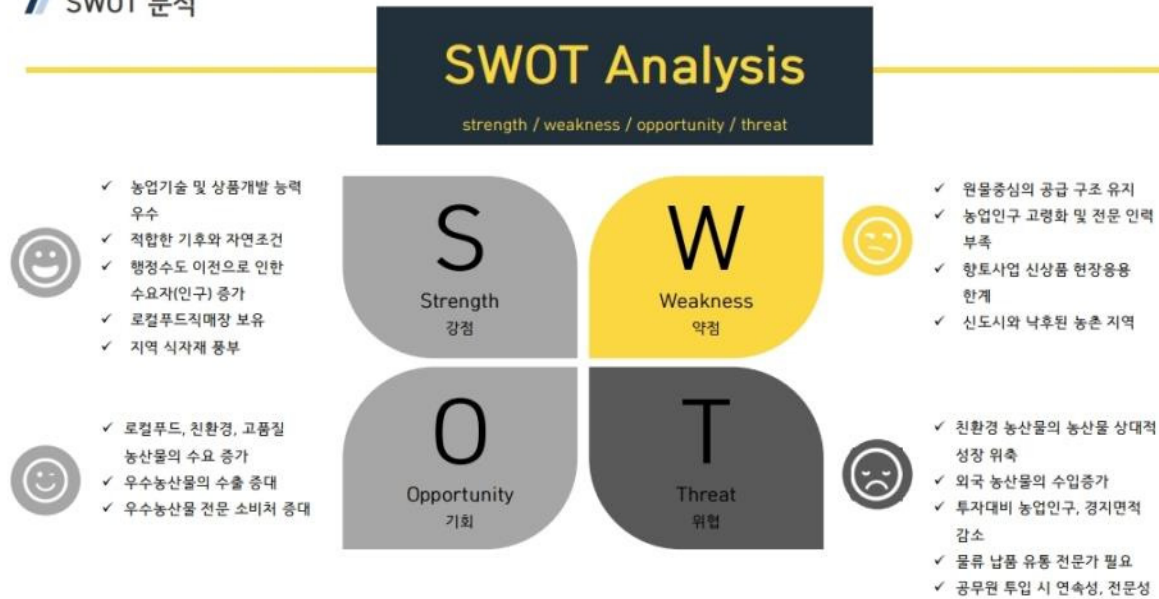 SWOT 분석
SWOT Analysis
strength / weakness / opportunity / threat
✓ 농업기술 및 상품개발 능력
우수
✓ 적합한 기후와 자연조건
✓ 행정수도 이전으로 인한
수요자(인구) 증가
✓ 로컬푸드직매장 보유
✓ 지역 식자재 풍부
S
Strength
강점
W
Weakness
약점
✓ 원물중심의 공급 구조 유지
✓ 농업인구 고령화 및 전문 인력
부족
✓ 향토사업 신상품 현장응용
한계
✓ 신도시와 낙후된 농촌 지역
✓ 로컬푸드, 친환경, 고품질
농산물의 수요 증가
✓ 우수농산물의 수출 증대
✓ 우수농산물 전문 소비처 증대
O
Opportunity
기회
T
Threat
위협
✓ 친환경 농산물의 농산물 상대적
성장 위축
✓ 외국 농산물의 수입증가
✓ 투자대비 농업인구, 경지면적
감소
✓ 물류 납품 유통 전문가 필요
✓ 공무원 투입 시 연속성, 전문성